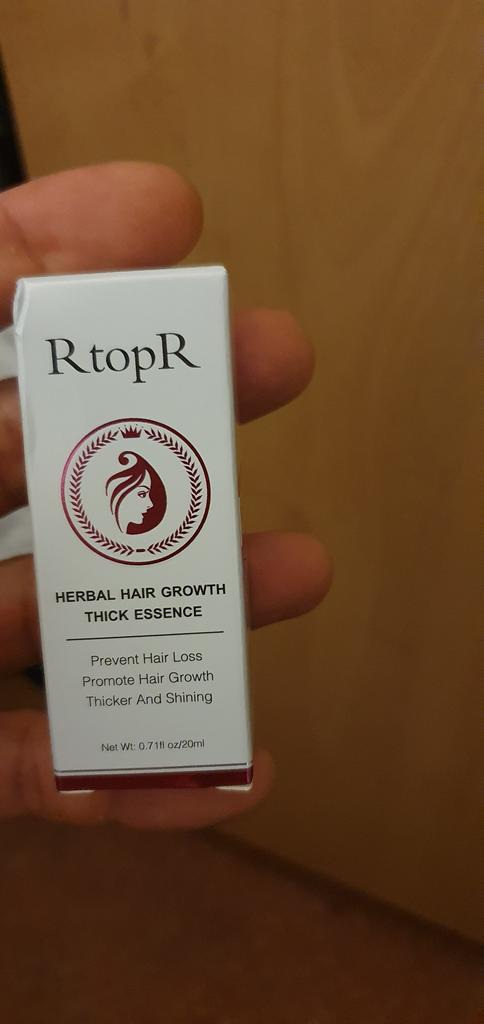 RtopR
HERBAL HAIR GROWTH
THICK ESSENCE
Prevent Hair Loss
Promote Hair Growth
Thicker And Shining
Net Wt: 0.71fl oz/20ml